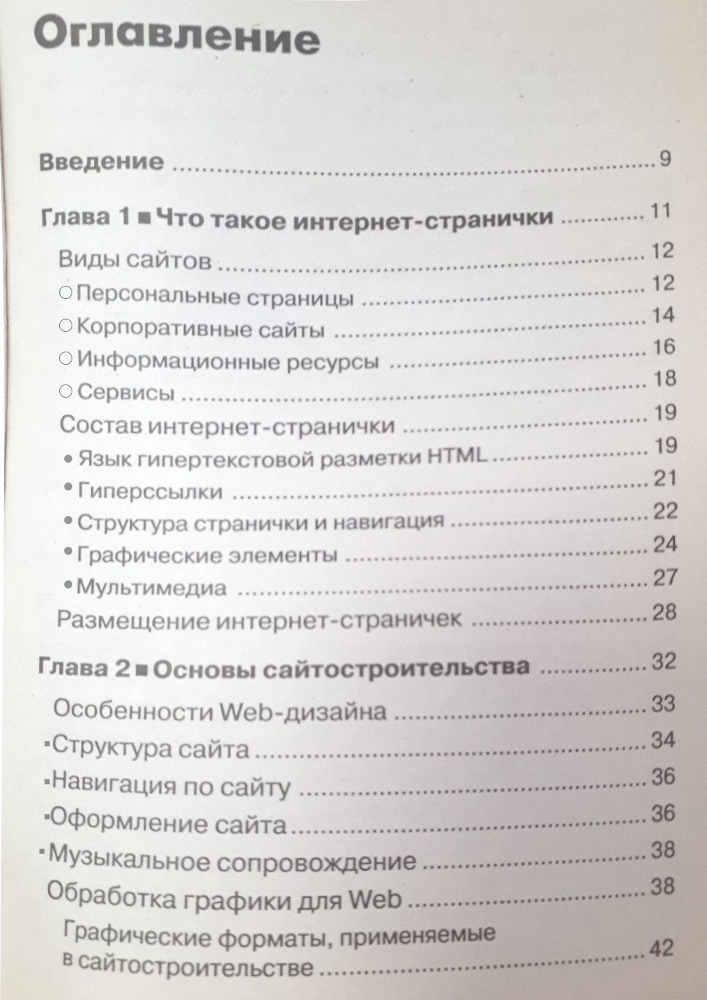 Оглавление
Введение ........................................................ 9
Глава 1 ■ Что такое интернет-странички ............ 11
Виды сайтов ........................................................ 12
○ Персональные страницы ........................................ 12
○ Корпоративные сайты ........................................ 14
○ Информационные ресурсы .................................... 16
○ Сервисы ........................................................ 18
Состав интернет-странички .................................... 19
● Язык гипертекстовой разметки HTML ...................... 19
● Гиперссылки .................................................... 21
● Структура странички и навигация .......................... 22
● Графические элементы ........................................ 24
● Мультимедиа .................................................... 27
Размещение интернет-страничек .......................... 28
Глава 2 ■ Основы сайтостроительства ................ 32
Особенности Web-дизайна .................................... 33
▪ Структура сайта ................................................ 34
▪ Навигация по сайту ............................................ 36
▪ Оформление сайта ............................................ 36
▪ Музыкальное сопровождение ................................ 38
Обработка графики для Web ................................ 38
Графические форматы, применяемые
в сайтостроительстве ........................................ 42